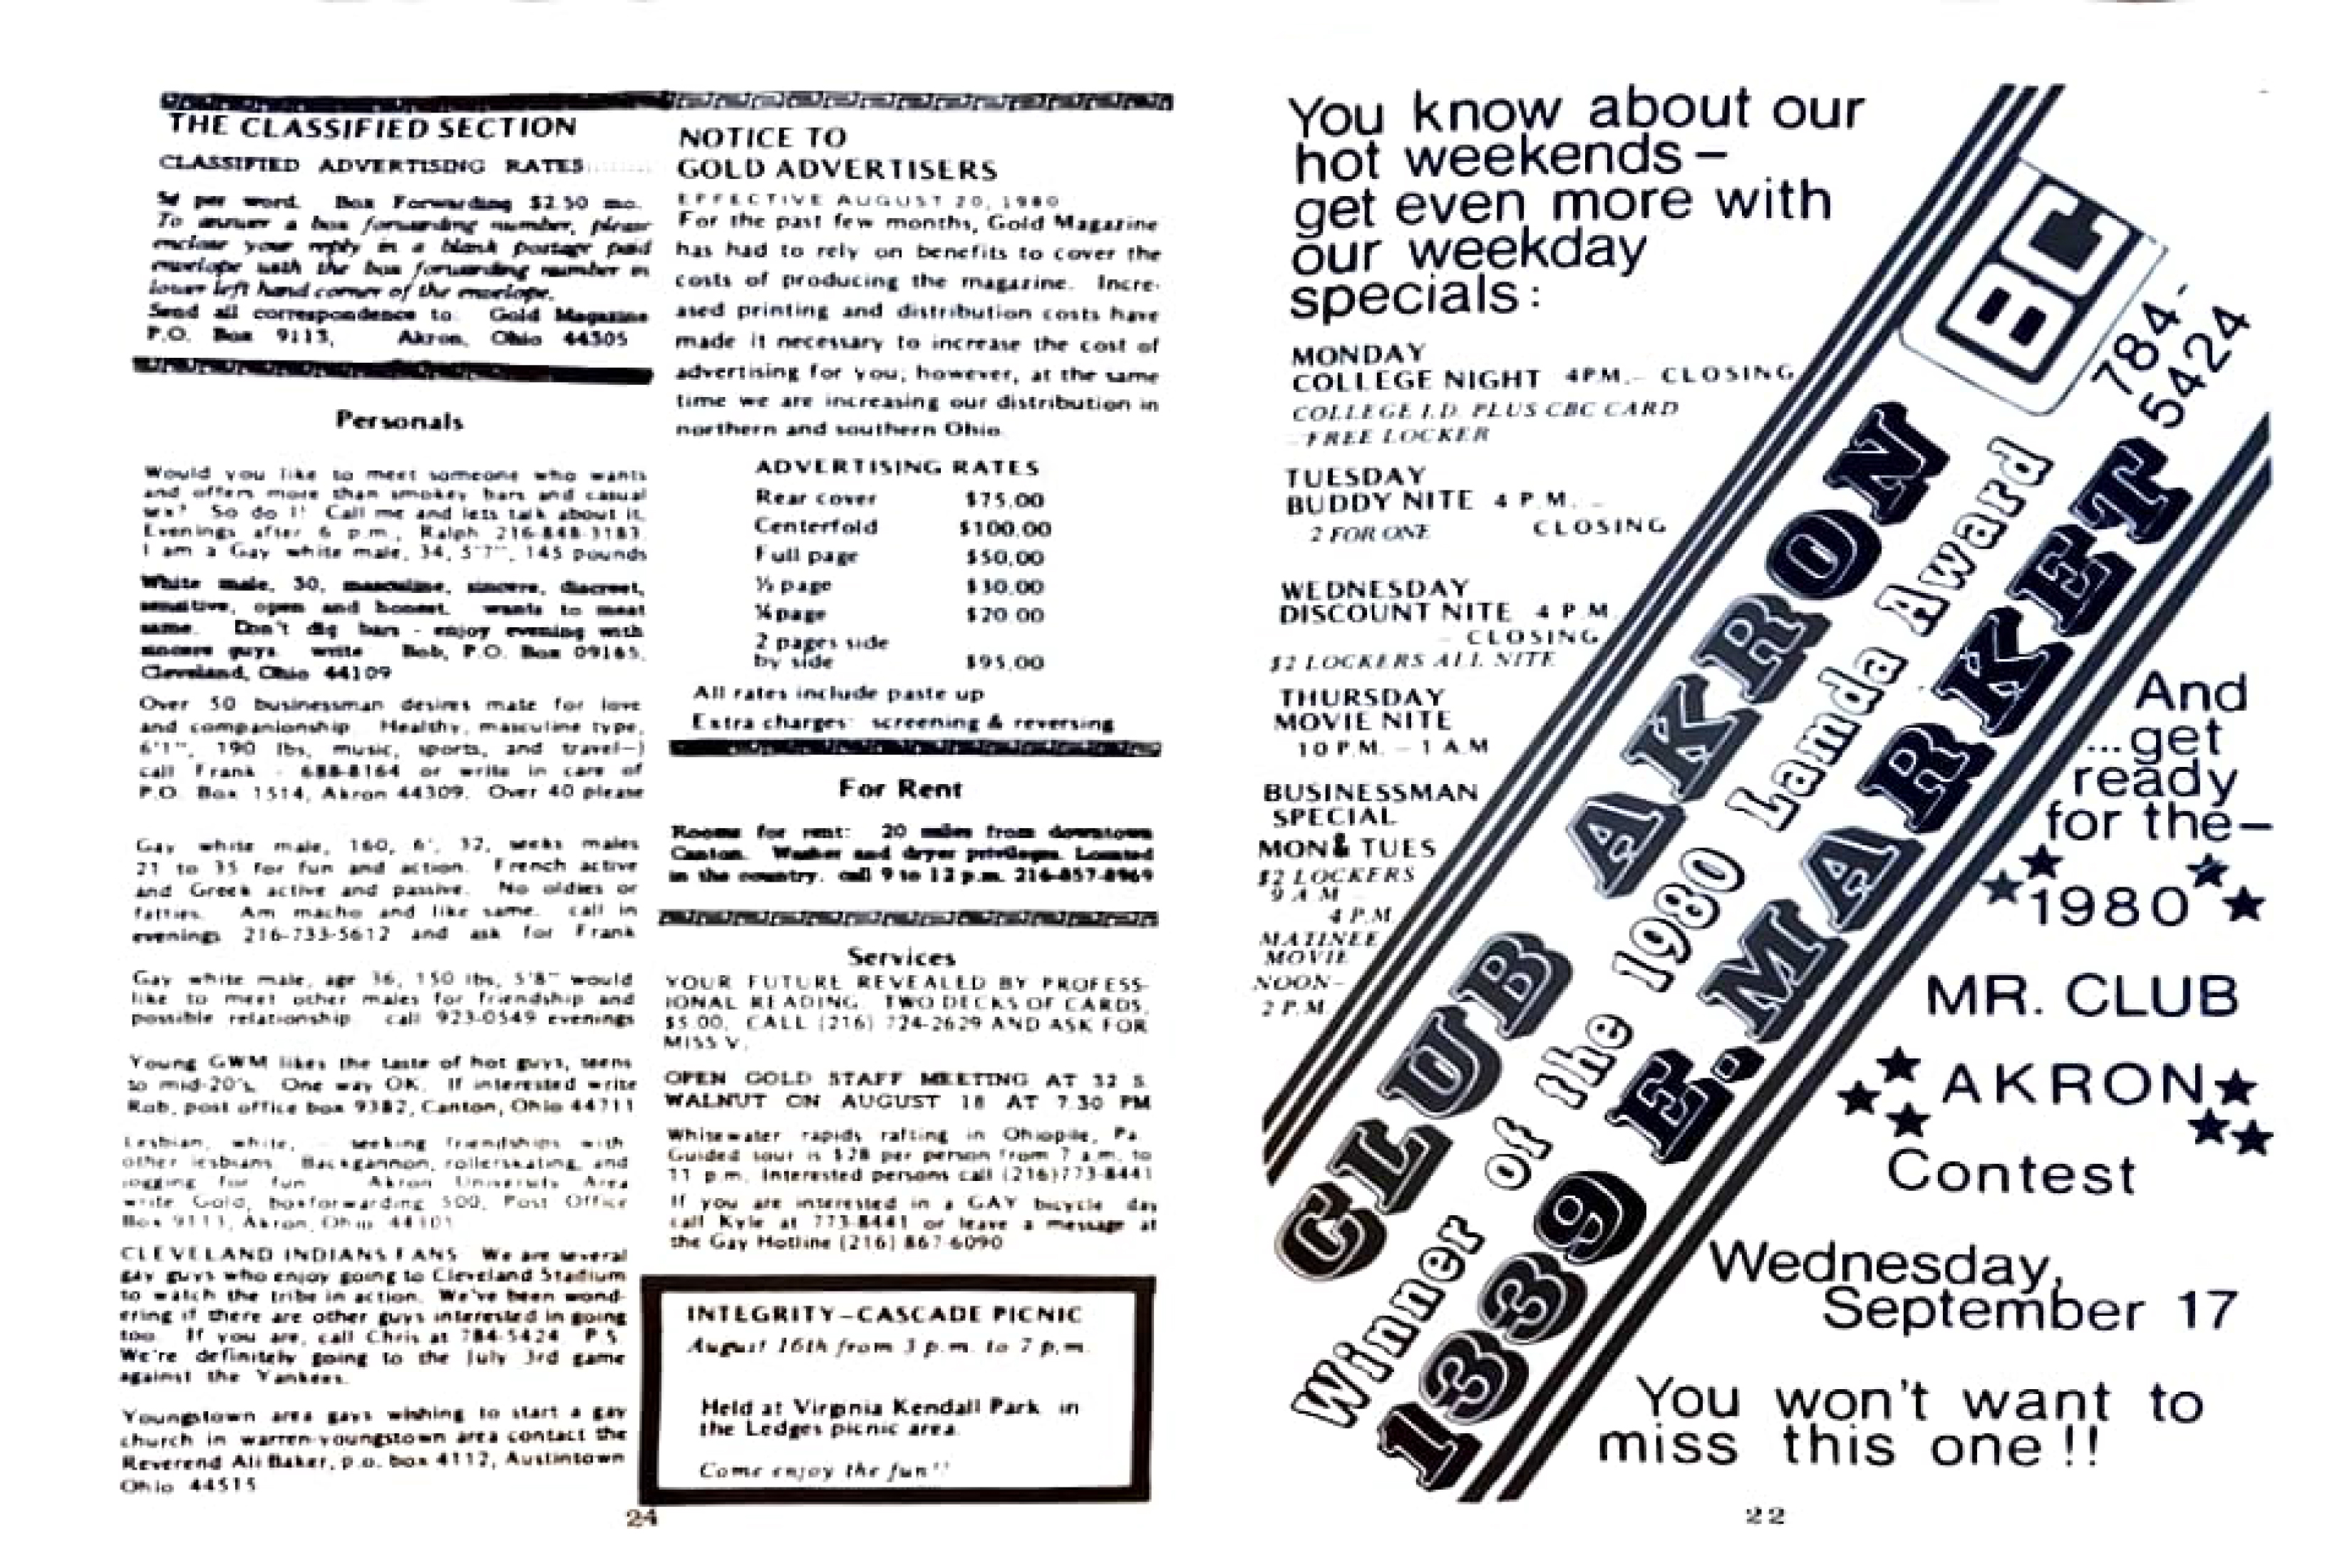 THE CLASSIFIED SECTION
CLASSIFIED ADVERTISING RATES
5¢ per word. Box Forwarding $2.50 mo.
To answer a box forwarding number, please
enclose your reply in a blank postage paid
envelope with the box forwarding number in
lower left hand corner of the envelope.
Send all correspondence to: Gold Magazine
P.O. Box 9113, Akron, Ohio 44305
Personals
Would you like to meet someone who wants
and offers more than smokey bars and casual
sex? So do I! Call me and lets talk about it.
Evenings after 6 p.m., Ralph 216-848-3183.
I am a Gay white male, 34, 5'7", 145 pounds
White male, 30, masculine, sincere, discreet,
sensitive, open and honest. wants to meet
same. Don't dig bars - enjoy evening with
sincere guys. write Bob, P.O. Box 09165,
Cleveland, Ohio 44109
Over 50 businessman desires male for love
and companionship. Healthy, masculine type,
6'1", 190 lbs, music, sports, and travel-)
call Frank - 688-8164 or write in care of
P.O. Box 1514, Akron 44309. Over 40 please
Gay white male, 160, 6', 32, seeks males
21 to 35 for fun and action. French active
and Greek active and passive. No oldies or
fatties. Am macho and like same. call in
evenings 216-733-5612 and ask for Frank
Gay white male, age 36, 150 lbs, 5'8" would
like to meet other males for friendship and
possible relationship. call 923-0549 evenings
Young GWM likes the taste of hot guys, teens
to mid-20's. One way OK. If interested write
Rob, post office box 9382, Canton, Ohio 44711
Lesbian, white, - seeking friendships with
other lesbians. Backgammon, rollerskating, and
jogging for fun. Akron University Area
write Gold, boxforwarding 500, Post Office
Box 9113, Akron, Ohio 44301
CLEVELAND INDIANS FANS We are several
gay guys who enjoy going to Cleveland Stadium
to watch the tribe in action. We've been wond-
ering if there are other guys interested in going
too. If you are, call Chris at 784-5424. P.S.
We're definitely going to the July 3rd game
against the Yankees.
Youngstown area gays wishing to start a gay
church in warren-youngstown area contact the
Reverend Ali Baker, p.o. box 4112, Austintown
Ohio 44515
24
NOTICE TO
GOLD ADVERTISERS
EFFECTIVE AUGUST 20, 1980
For the past few months, Gold Magazine
has had to rely on benefits to cover the
costs of producing the magazine. Incre-
ased printing and distribution costs have
made it necessary to increase the cost of
advertising for you; however, at the same
time we are increasing our distribution in
northern and southern Ohio.
ADVERTISING RATES
Rear cover $75.00
Centerfold $100.00
Full page $50.00
½ page $30.00
¼ page $20.00
2 pages side
by side $95.00
All rates include paste up
Extra charges: screening & reversing
For Rent
Rooms for rent: 20 miles from downtown
Canton. Washer and dryer privileges. Located
in the country. call 9 to 12 p.m. 216-857-8969
Services
YOUR FUTURE REVEALED BY PROFESS-
IONAL READING. TWO DECKS OF CARDS.
$5.00. CALL (216) 724-2629 AND ASK FOR
MISS V.
OPEN GOLD STAFF MEETING AT 32 S.
WALNUT ON AUGUST 18 AT 7:30 PM
Whitewater rapids rafting in Ohiopile, Pa.
Guided tour is $28 per person from 7 a.m. to
11 p.m. Interested persons call (216)773-8441
If you are interested in a GAY bicycle day
call Kyle at 773-8441 or leave a message at
the Gay Hotline (216) 867-6090
INTEGRITY-CASCADE PICNIC
August 16th from 3 p.m. to 7 p.m.
Held at Virginia Kendall Park in
the Ledges picnic area.
Come enjoy the fun!!
You know about our
hot weekends-
get even more with
our weekday
specials:
MONDAY
COLLEGE NIGHT 4PM.- CLOSING
COLLEGE I.D. PLUS CBC CARD
-FREE LOCKER
TUESDAY
BUDDY NITE 4 P.M. -
2 FOR ONE CLOSING
WEDNESDAY
DISCOUNT NITE 4 P.M.
- CLOSING
$2 LOCKERS ALL NITE
THURSDAY
MOVIE NITE
10 P.M. - 1 A.M
BUSINESSMAN
SPECIAL
MON& TUES
$2 LOCKERS
9 A M -
4 P.M
MATINEE
MOVIE
NOON-
2 P.M.
BC
784-
5424
CLUB AKRON
Winner of the 1980 Lamda Award
1339 E. MARKET
And
...get
ready
for the-
1980
MR. CLUB
AKRON
Contest
Wednesday,
September 17
You won't want to
miss this one!!
22